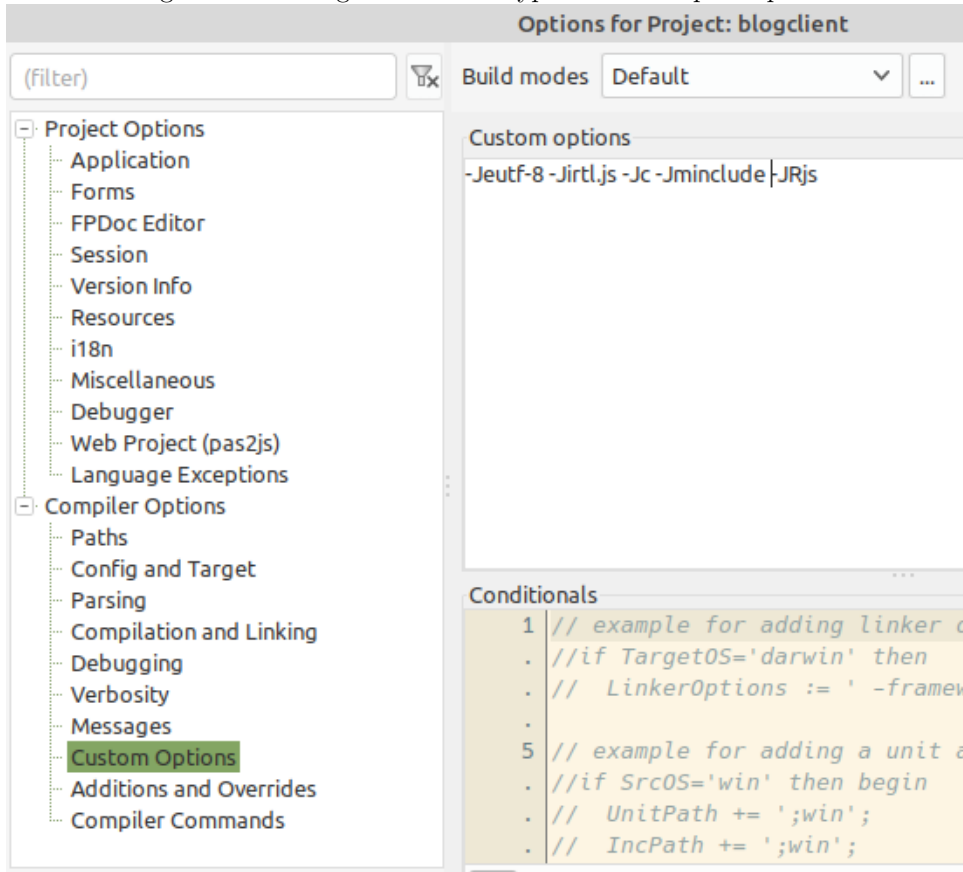 Options for Project: blogclient
(filter)
Build modes Default ...
Project Options
Application
Forms
FPDoc Editor
Session
Version Info
Resources
i18n
Miscellaneous
Debugger
Web Project (pas2js)
Language Exceptions
Compiler Options
Paths
Config and Target
Parsing
Compilation and Linking
Debugging
Verbosity
Messages
Custom Options
Additions and Overrides
Compiler Commands
Custom options
-Jeutf-8 -Jirtl.js -Jc -Jminclude -JRjs
Conditionals
1 // example for adding linker
. //if TargetOS='darwin' then
. // LinkerOptions := ' -framew
.
5 // example for adding a unit a
. //if SrcOS='win' then begin
. // UnitPath += ';win';
. // IncPath += ';win';